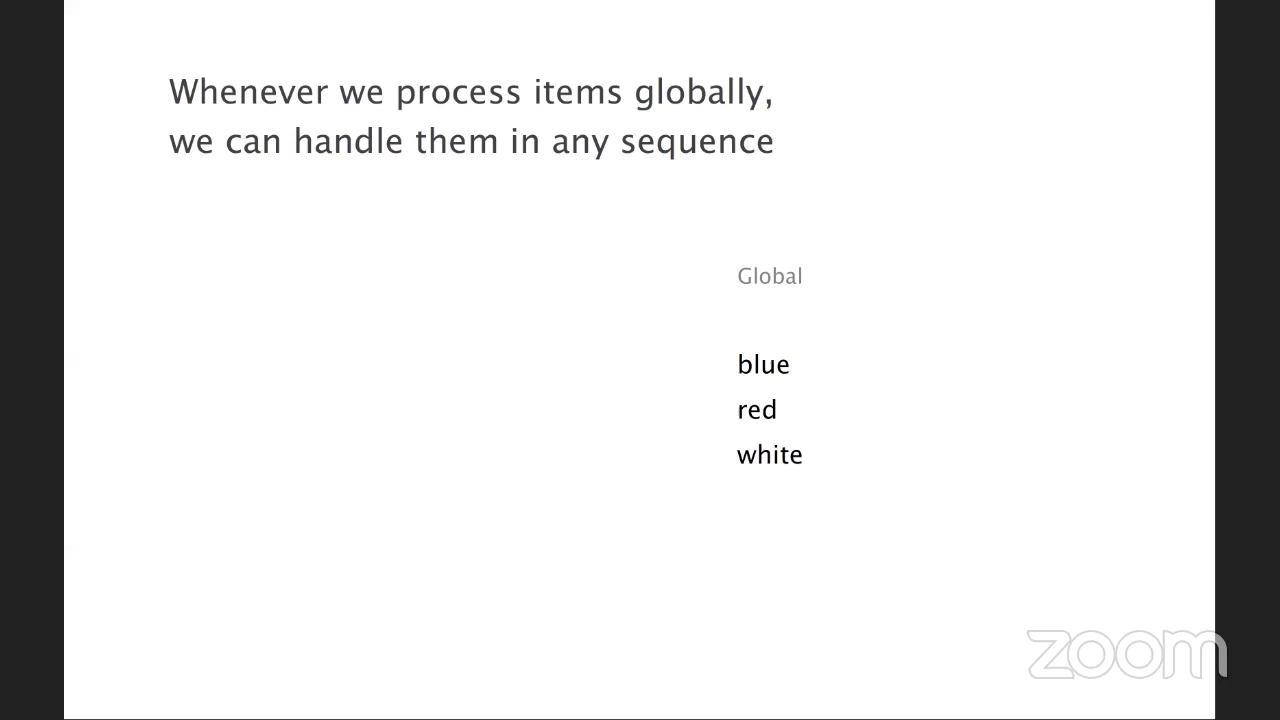 Whenever we process items globally,
we can handle them in any sequence
Global
blue
red
white
zoom